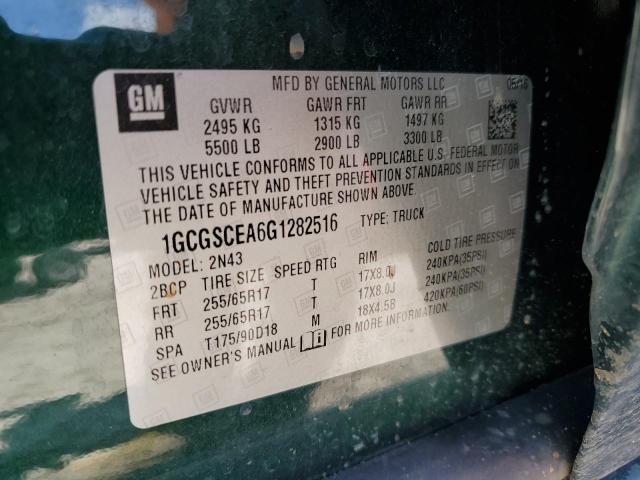 GM
MFD BY GENERAL MOTORS LLC 05/16
GVWR GAWR FRT GAWR RR
2495 KG 1315 KG 1497 KG
5500 LB 2900 LB 3300 LB
THIS VEHICLE CONFORMS TO ALL APPLICABLE U.S. FEDERAL MOTOR
VEHICLE SAFETY AND THEFT PREVENTION STANDARDS IN EFFECT ON
THE DATE OF MANUFACTURE SHOWN ABOVE.
1GCGSCEA6G1282516 TYPE: TRUCK
MODEL: 2N43
2BCP TIRE SIZE SPEED RTG RIM COLD TIRE PRESSURE
FRT 255/65R17 T 17X8.0J 240KPA(35PSI)
RR 255/65R17 T 17X8.0J 240KPA(35PSI)
SPA T175/90D18 M 18X4.5B 420KPA(60PSI)
SEE OWNER'S MANUAL FOR MORE INFORMATION.